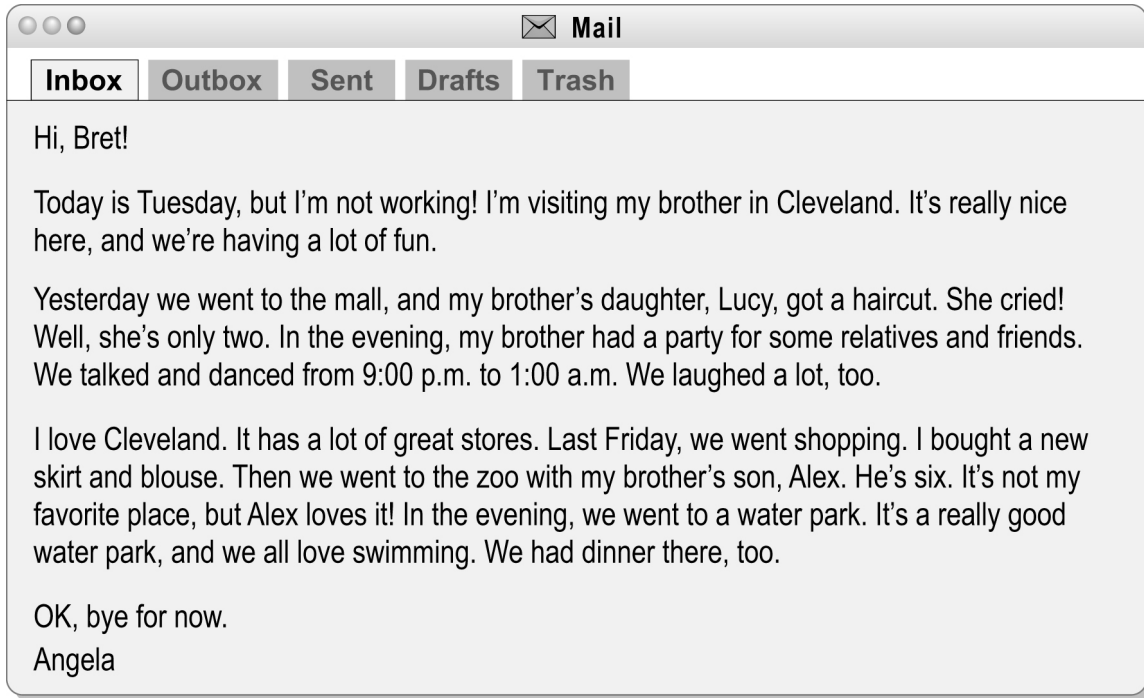 Mail
Inbox Outbox Sent Drafts Trash
Hi, Bret!
Today is Tuesday, but I’m not working! I’m visiting my brother in Cleveland. It’s really nice
here, and we’re having a lot of fun.
Yesterday we went to the mall, and my brother’s daughter, Lucy, got a haircut. She cried!
Well, she’s only two. In the evening, my brother had a party for some relatives and friends.
We talked and danced from 9:00 p.m. to 1:00 a.m. We laughed a lot, too.
I love Cleveland. It has a lot of great stores. Last Friday, we went shopping. I bought a new
skirt and blouse. Then we went to the zoo with my brother’s son, Alex. He’s six. It’s not my
favorite place, but Alex loves it! In the evening, we went to a water park. It’s a really good
water park, and we all love swimming. We had dinner there, too.
OK, bye for now.
Angela